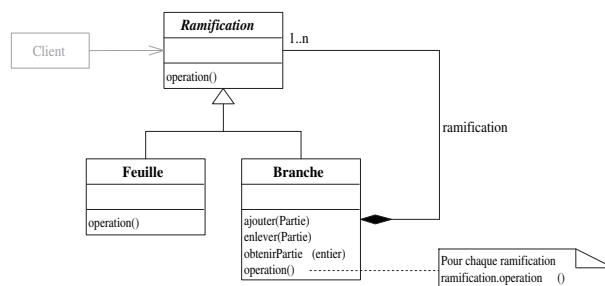 Ramification
Client
1..n
operation()
ramification
Feuille
Branche
operation()
ajouter(Partie)
enlever(Partie)
obtenirPartie (entier)
operation()
Pour chaque ramification
ramification.operation ()